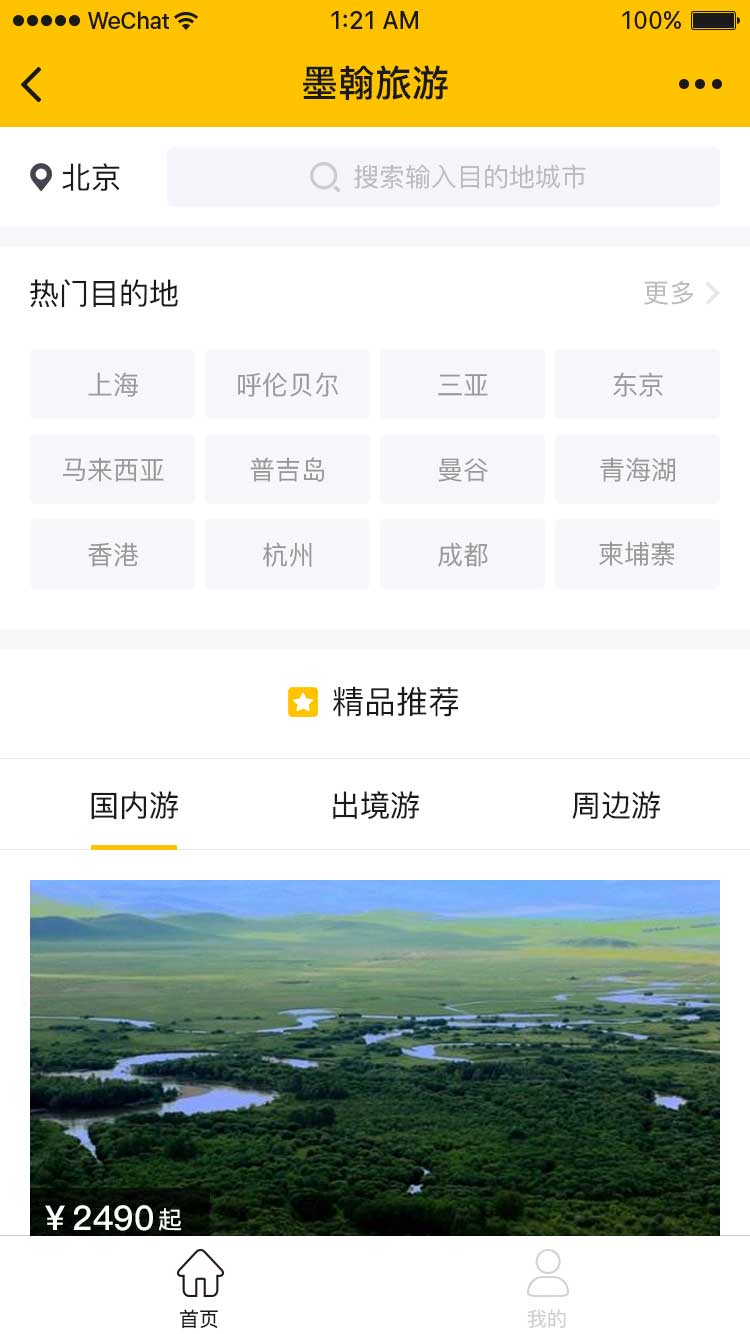 ●●●●● WeChat 1:21 AM 100%
墨翰旅游
北京 搜索输入目的地城市
热门目的地 更多
上海 呼伦贝尔 三亚 东京
马来西亚 普吉岛 曼谷 青海湖
香港 杭州 成都 柬埔寨
精品推荐
国内游 出境游 周边游
¥ 2490起
首页 我的